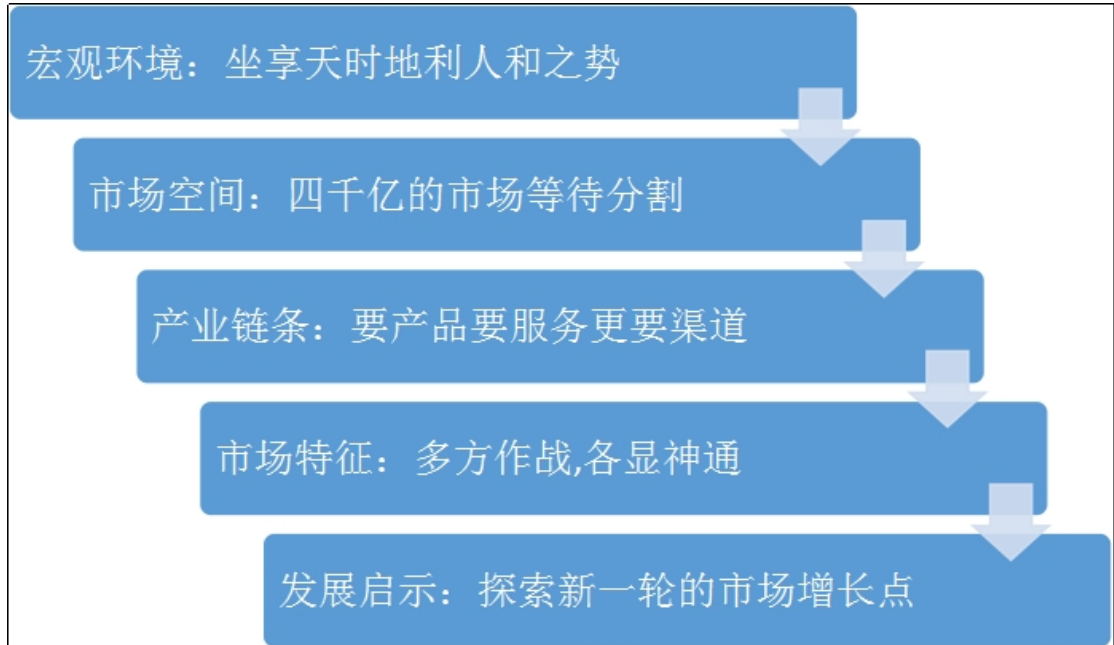 宏观环境：坐享天时地利人和之势
市场空间：四千亿的市场等待分割
产业链条：要产品要服务更要渠道
市场特征：多方作战,各显神通
发展启示：探索新一轮的市场增长点